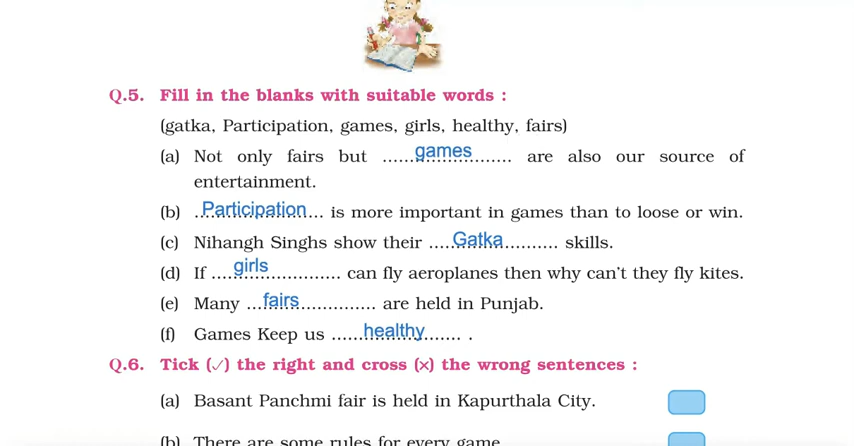 Q.5. Fill in the blanks with suitable words :
(gatka, Participation, games, girls, healthy, fairs)
(a) Not only fairs but ......games............... are also our source of
entertainment.
(b) ..Participation.... is more important in games than to loose or win.
(c) Nihangh Singhs show their ....Gatka.......... skills.
(d) If ....girls............... can fly aeroplanes then why can't they fly kites.
(e) Many ...fairs............... are held in Punjab.
(f) Games Keep us ......healthy...... .
Q.6. Tick (✓) the right and cross (×) the wrong sentences :
(a) Basant Panchmi fair is held in Kapurthala City.
(b) There are some rules for every game.